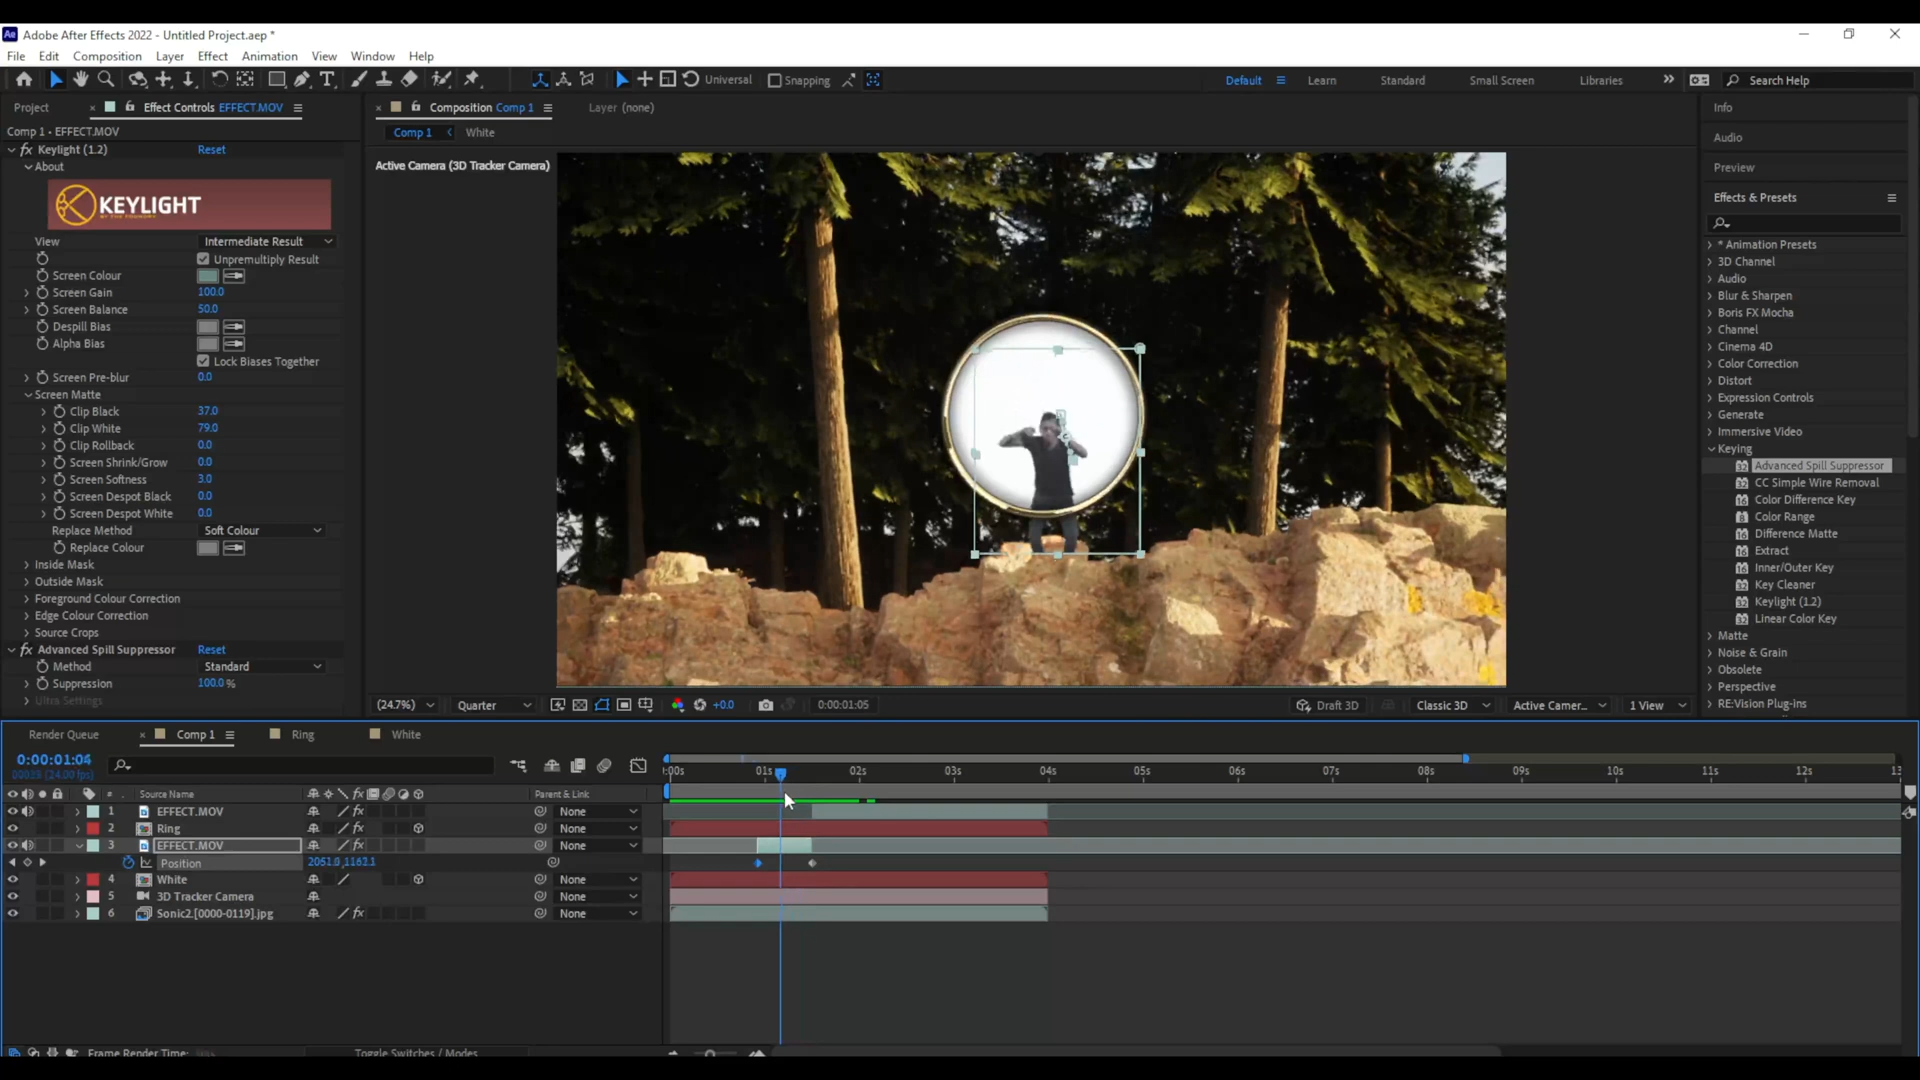 Adobe After Effects 2022 - Untitled Project.aep *
File Edit Composition Layer Effect Animation View Window Help
Universal Snapping Default Learn Standard Small Screen Libraries Search Help
Project Effect Controls EFFECT.MOV
Comp 1 • EFFECT.MOV
Keylight (1.2) Reset
About
KEYLIGHT
BY THE FOUNDRY
View Intermediate Result
Unpremultiply Result
Screen Colour
Screen Gain 100.0
Screen Balance 50.0
Despill Bias
Alpha Bias
Lock Biases Together
Screen Pre-blur 0.0
Screen Matte
Clip Black 37.0
Clip White 79.0
Clip Rollback 0.0
Screen Shrink/Grow 0.0
Screen Softness 3.0
Screen Despot Black 0.0
Screen Despot White 0.0
Replace Method Soft Colour
Replace Colour
Inside Mask
Outside Mask
Foreground Colour Correction
Edge Colour Correction
Source Crops
Advanced Spill Suppressor Reset
Method Standard
Suppression 100.0 %
Ultra Settings
Composition Comp 1 Layer (none)
Comp 1 White
Active Camera (3D Tracker Camera)
(24.7%) Quarter +0.0 0:00:01:05 Draft 3D Classic 3D Active Camer... 1 View
Info
Audio
Preview
Effects & Presets
* Animation Presets
3D Channel
Audio
Blur & Sharpen
Boris FX Mocha
Channel
Cinema 4D
Color Correction
Distort
Expression Controls
Generate
Immersive Video
Keying
32 Advanced Spill Suppressor
32 CC Simple Wire Removal
16 Color Difference Key
8 Color Range
16 Difference Matte
16 Extract
16 Inner/Outer Key
16 Key Cleaner
32 Keylight (1.2)
32 Linear Color Key
Matte
Noise & Grain
Obsolete
Perspective
RE:Vision Plug-ins
Render Queue Comp 1 Ring White
0:00:01:04
(24.00 fps)
:00s 01s 02s 03s 04s 05s 06s 07s 08s 09s 10s 11s 12s 13
# Source Name Parent & Link
1 EFFECT.MOV None
2 Ring None
3 EFFECT.MOV None
Position
4 White None
5 3D Tracker Camera None
6 Sonic2.[0000-0119].jpg None
Frame Render Time: Toggle Switches / Modes